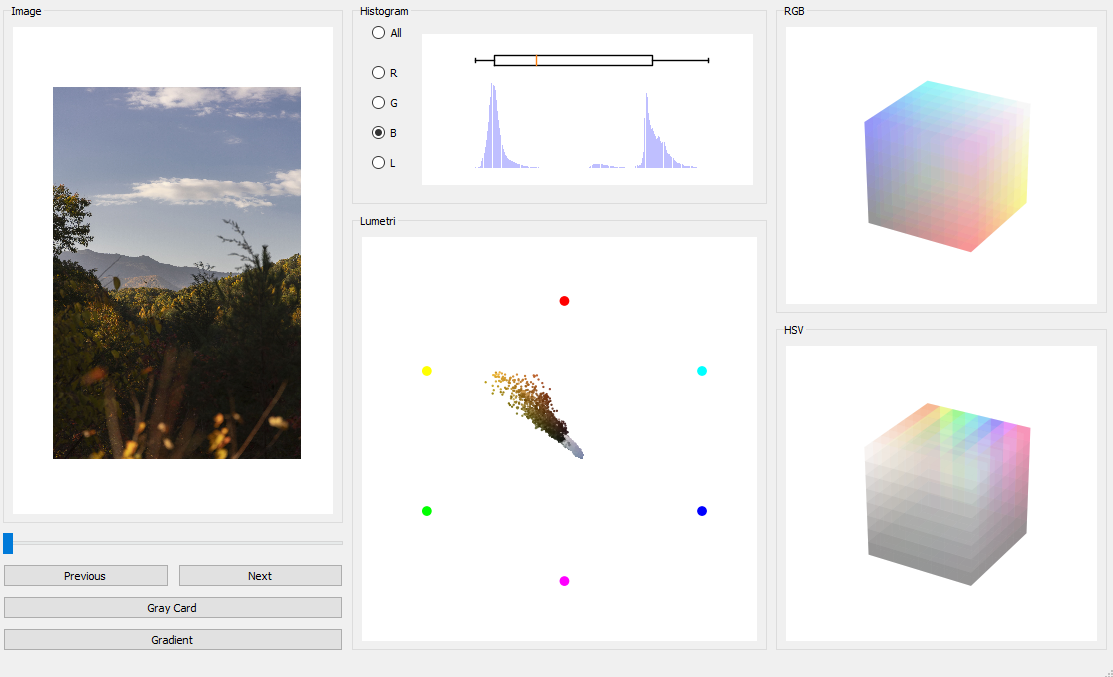 Image
Previous
Next
Gray Card
Gradient
Histogram
All
R
G
B
L
Lumetri
RGB
HSV